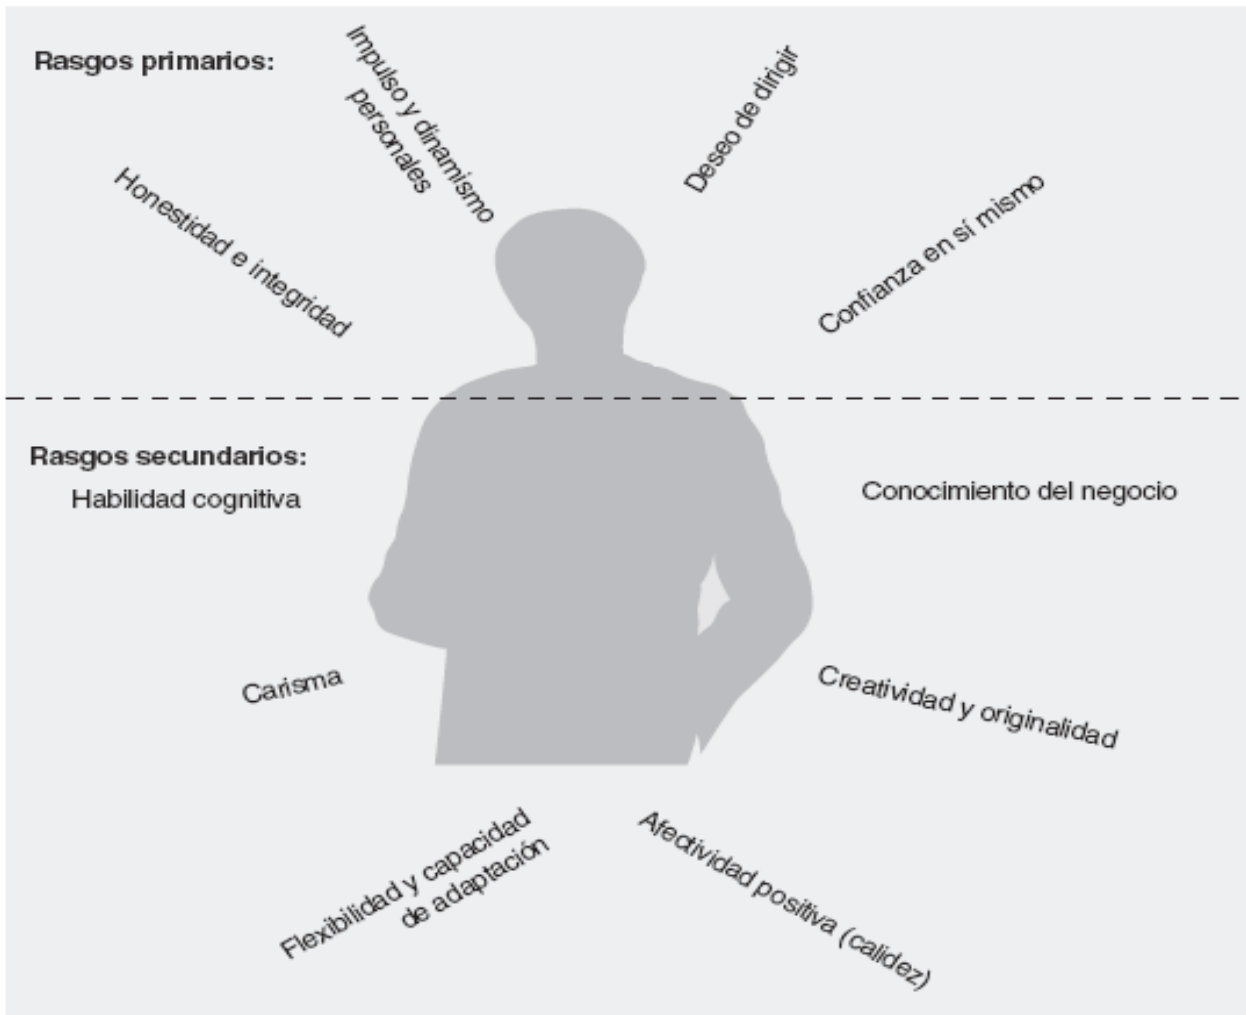 Rasgos primarios:
Impulso y dinamismo
personales
Deseo de dirigir
Honestidad e integridad
Confianza en sí mismo
Rasgos secundarios:
Habilidad cognitiva
Conocimiento del negocio
Carisma
Creatividad y originalidad
Flexibilidad y capacidad
de adaptación
Afectividad positiva (calidez)